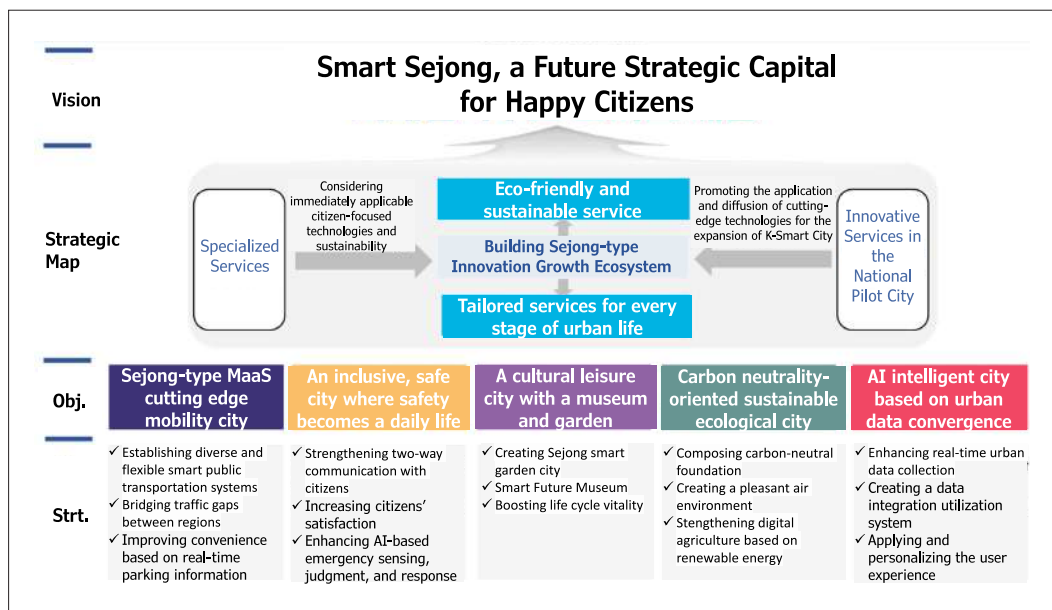 Smart Sejong, a Future Strategic Capital
for Happy Citizens
Vision
Strategic
Map
Specialized
Services
Considering
immediately applicable
citizen-focused
technologies and
sustainability
Eco-friendly and
sustainable service
Building Sejong-type
Innovation Growth Ecosystem
Tailored services for every
stage of urban life
Promoting the application
and diffusion of cutting-
edge technologies for the
expansion of K-Smart City
Innovative
Services in
the
National
Pilot City
Obj.
Sejong-type MaaS
cutting edge
mobility city
An inclusive, safe
city where safety
becomes a daily life
A cultural leisure
city with a museum
and garden
Carbon neutrality-
oriented sustainable
ecological city
AI intelligent city
based on urban
data convergence
Strt.
✓ Establishing diverse and
flexible smart public
transportation systems
✓ Bridging traffic gaps
between regions
✓ Improving convenience
based on real-time
parking information
✓ Strengthening two-way
communication with
citizens
✓ Increasing citizens'
satisfaction
✓ Enhancing AI-based
emergency sensing,
judgment, and response
✓ Creating Sejong smart
garden city
✓ Smart Future Museum
✓ Boosting life cycle vitality
✓ Composing carbon-neutral
foundation
✓ Creating a pleasant air
environment
✓ Stengthening digital
agriculture based on
renewable energy
✓ Enhancing real-time urban
data collection
✓ Creating a data
integration utilization
system
✓ Applying and
personalizing the user
experience